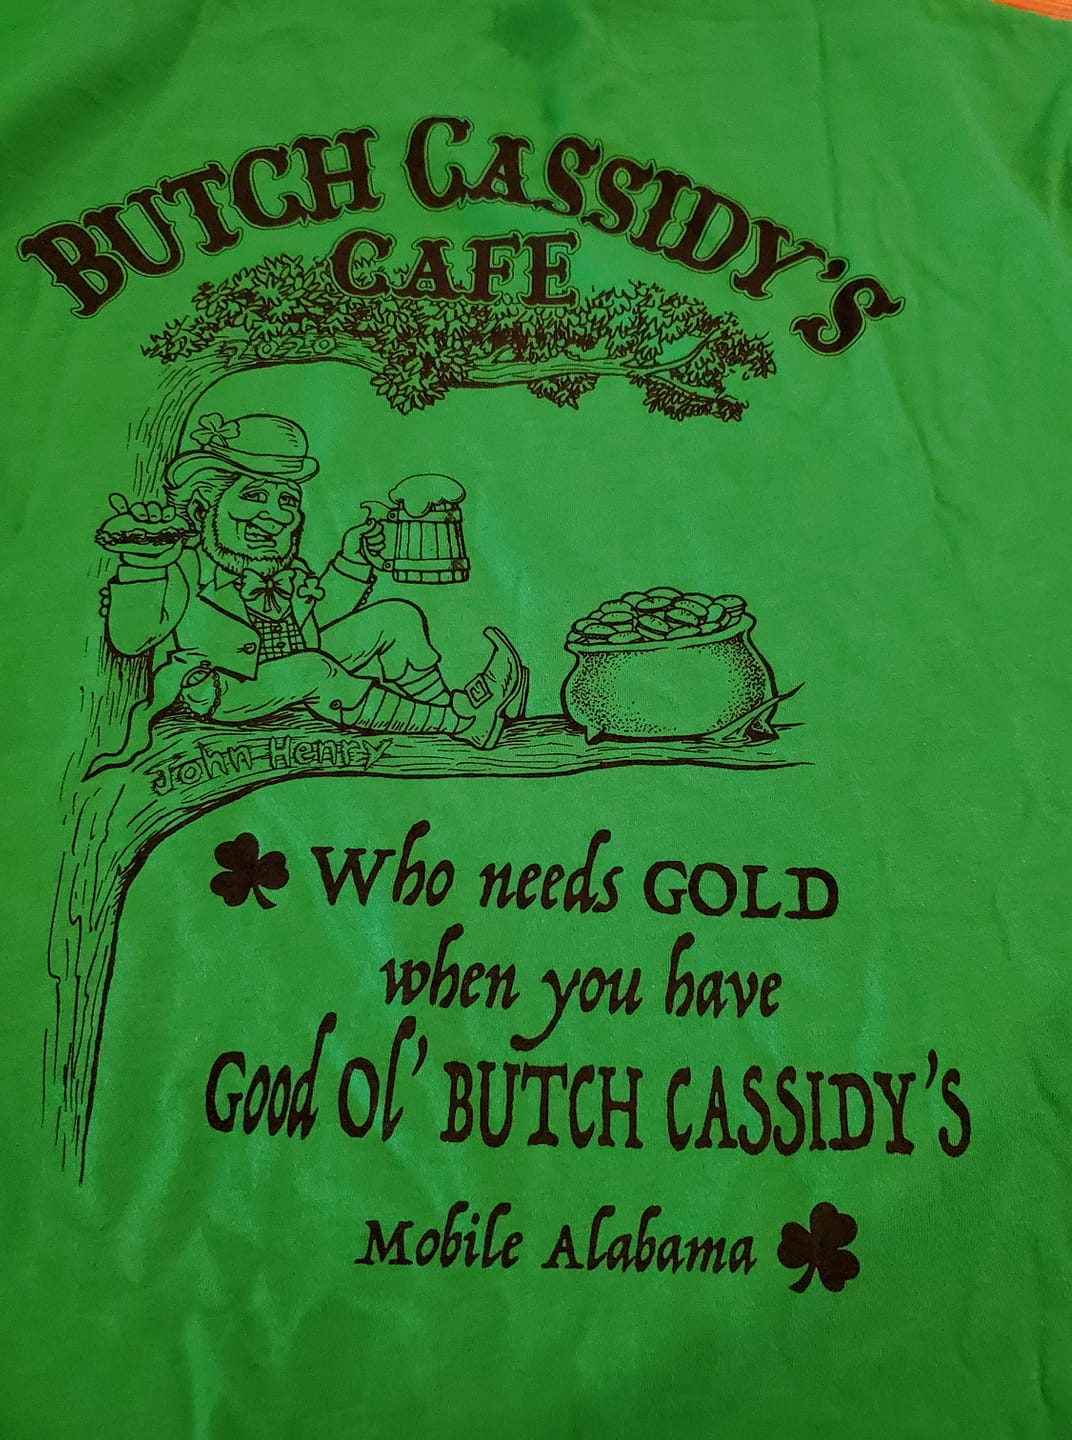 BUTCH CASSIDY'S
CAFE
2020
John-Henry
Who needs GOLD
when you have
Good Ol' BUTCH CASSIDY'S
Mobile Alabama